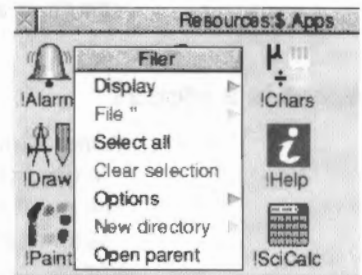 Resources:$.Apps
Filer
Display
File ''
Select all
Clear selection
Options
New directory
Open parent
!Alarm
!Chars
!Draw
!Help
!Paint
!SciCalc